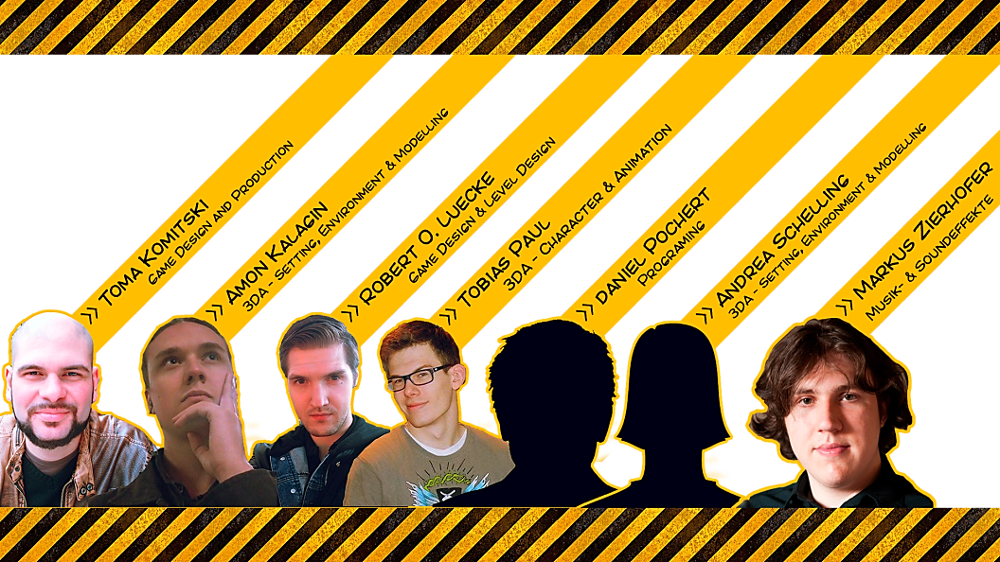 >> Toma Komitski
Game Design and Production
>> Amon Kalagin
3DA - Setting, Environment & Modelling
>> Robert O. Luecke
Game Design & Level Design
>> Tobias Paul
3DA - Character & Animation
>> Daniel Pochert
Programing
>> Andrea Schelling
3DA - Setting, Environment & Modelling
>> Markus Zierhofer
Musik- & Soundeffekte